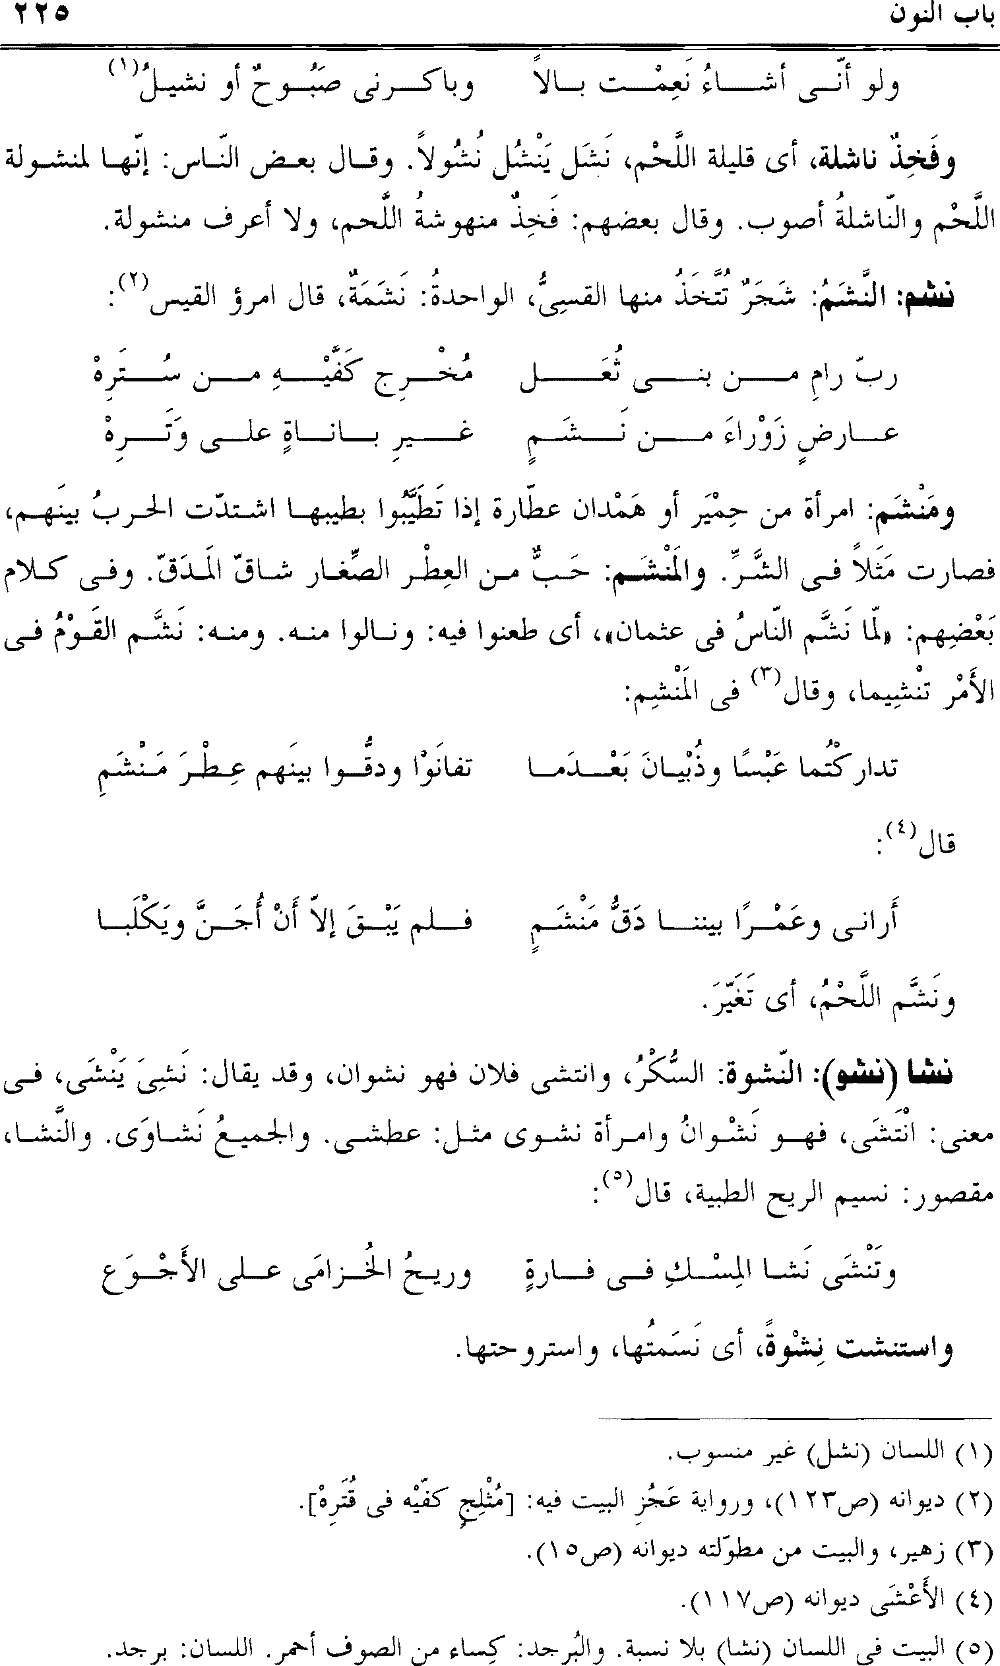 باب النون ٢٢٥
ولو أنّى أشاءُ نَعِمْت بالاً وباكرنى صَبُوحٌ أو نشيلُ(١)
وفَخِذٌ ناشلة، أى قليلة اللَّحْم، نَشَل يَنْشُل نُشُولاً. وقال بعض النّاس: إنّها لمنشولة
اللَّحْم والنّاشلةُ أصوب. وقال بعضهم: فَخِذٌ منهوشةُ اللَّحم، ولا أعرف منشولة.
نشم: النَّشَمُ: شَجَرٌ تُتَّخَذُ منها القسىُّ، الواحدةُ: نَشَمَةٌ، قال امرؤ القيس(٢):
ربّ رامِ من بنى ثُعَل مُخْرِج كَفَّيْهِ من سُتَرِهْ
عارضٍ زَوْراءَ من نَشَمٍ غيرِ باناةٍ على وَتَرِهْ
ومَنْشَم: امرأة من حِمْيَر أو هَمْدان عطّارة إذا تَطَيَّبُوا بطيبها اشتدّت الحربُ بينَهم،
فصارت مَثَلاً فى الشَّرِّ. والمَنْشَم: حَبٌّ من العِطْر الصِّغار شاقّ المَدَقّ. وفى كلام
بَعْضِهم: «لمّا نَشَّم النّاسُ فى عثمان»، أى طعنوا فيه: ونالوا منه. ومنه: نَشَّم القَوْمُ فى
الأَمْر تنْشِيما، وقال(٣) فى المَنْشِم:
تداركتُما عَبْسًا وذُبيانَ بَعْدَما تفانَوْا ودقُّوا بينَهم عِطْرَ مَنْشَمِ
قال(٤):
أَرانى وعَمْرًا بيننا دَقُّ مَنْشَمٍ فلم يَبْقَ إلاّ أَنْ أُجَنَّ ويَكْلَبا
ونَشَّم اللَّحْمُ، أى تَغَيّرَ.
نشا (نشو): النّشوة: السُّكْرُ، وانتشى فلان فهو نشوان، وقد يقال: نَشىَِ يَنْشَى، فى
معنى: انْتَشَى، فهو نَشْوانُ وامرأة نشوى مثل: عطشى. والجميعُ نَشاوَى. والنَّشا،
مقصور: نسيم الريح الطيبة، قال(٥):
وتَنْشَى نَشا المِسْكِ فى فارةٍ وريحُ الخُزامَى على الأَجْوَع
واستنشت نِشْوةً، أى نَسَمتُها، واستروحتها.
(١) اللسان (نشل) غير منسوب.
(٢) ديوانه (ص١٢٣)، ورواية عَجُزِ البيت فيه: [مُتْلِجٍ كفّيْه فى قُتَرِهْ].
(٣) زهير، والبيت من مطوّلته ديوانه (ص١٥).
(٤) الأَعْشَى ديوانه (ص١١٧).
(٥) البيت فى اللسان (نشا) بلا نسبة. والبُرجد: كِساء من الصوف أحمر. اللسان: برجد.